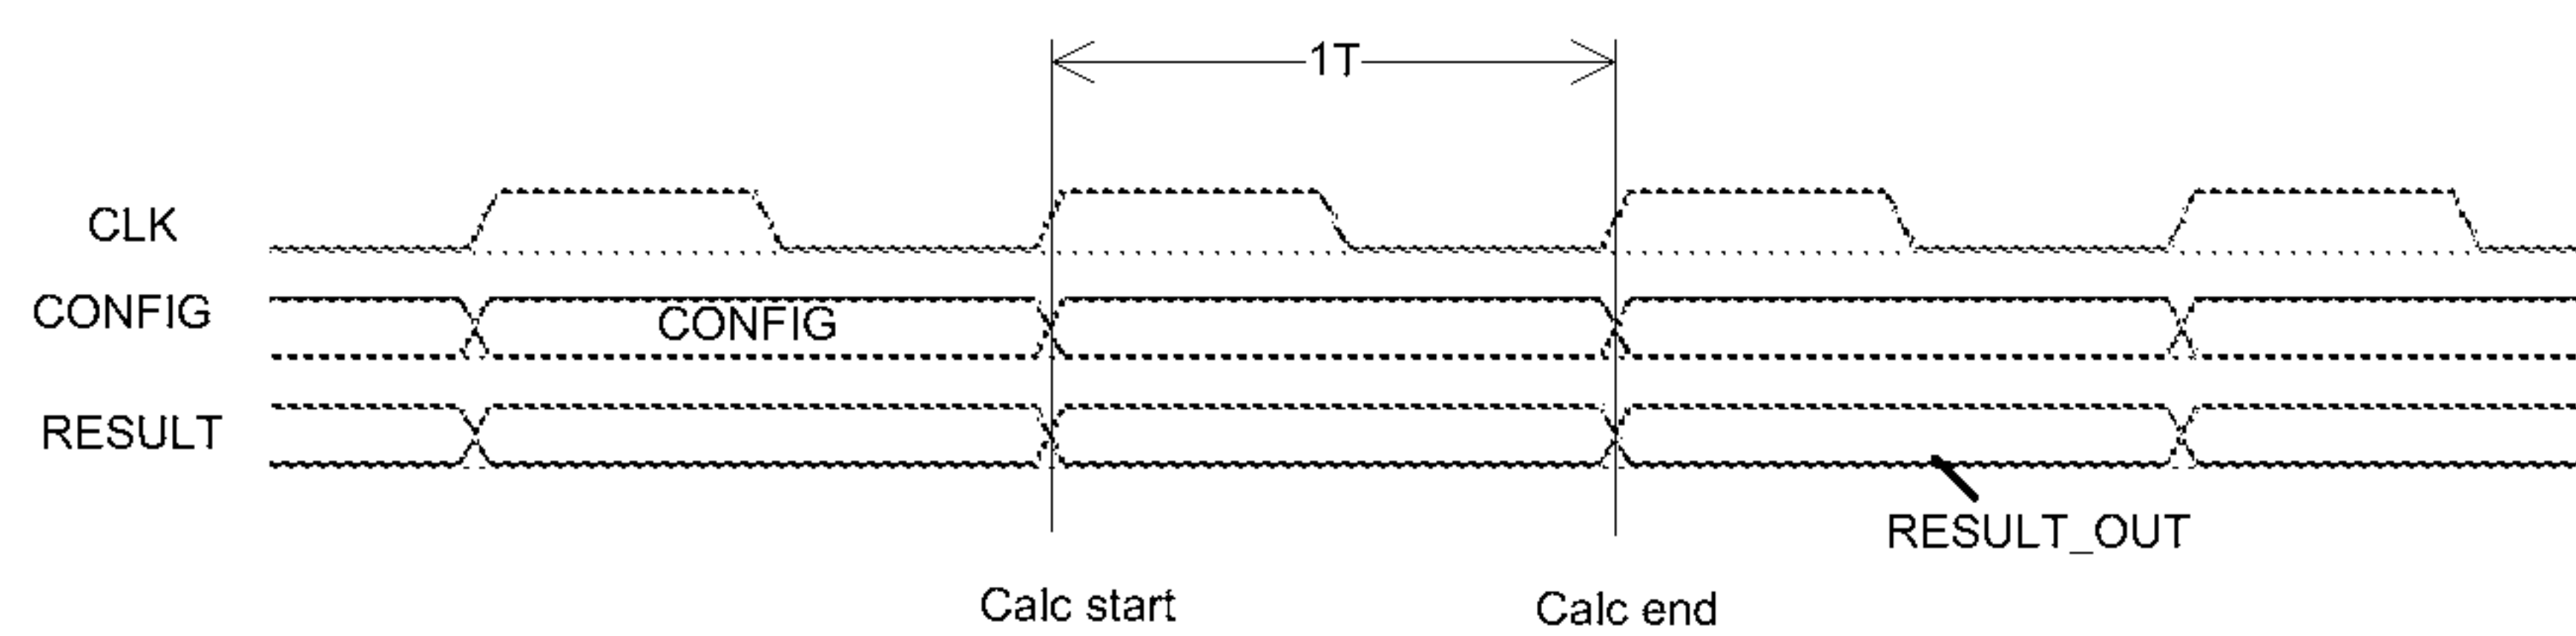 1T
CLK
CONFIG
CONFIG
RESULT
RESULT_OUT
Calc start
Calc end